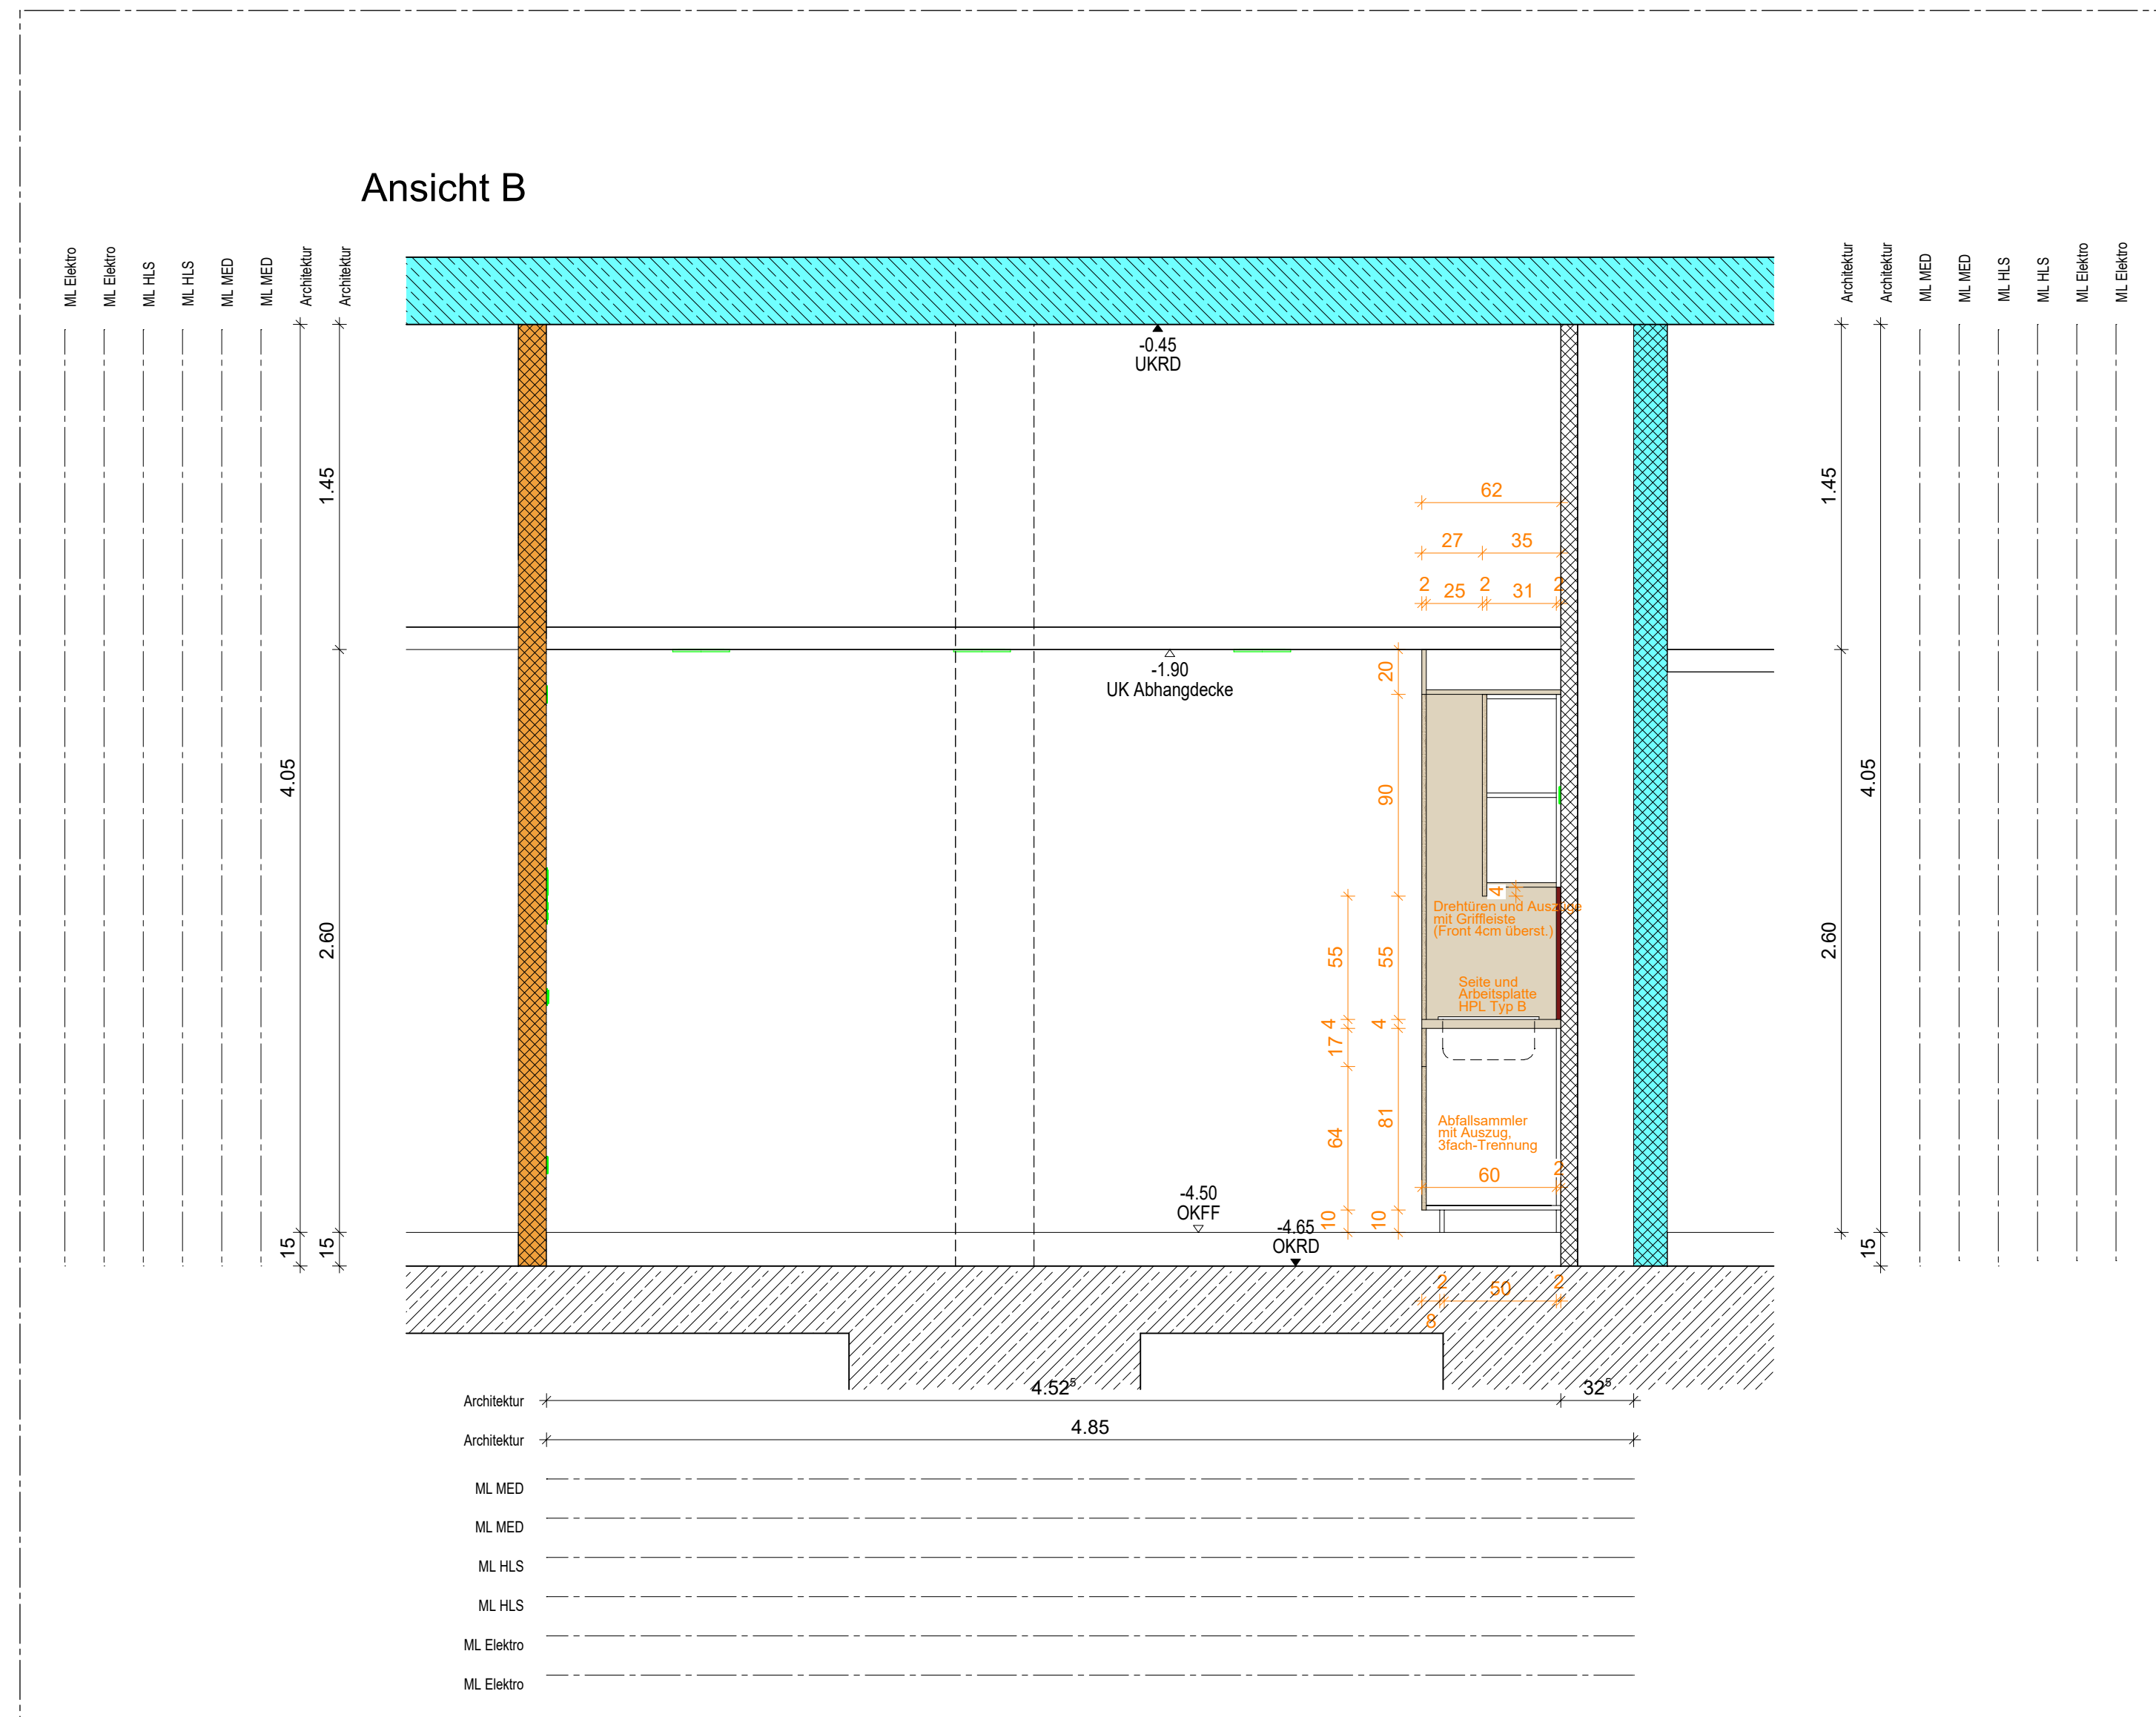 Ansicht B
ML Elektro
ML Elektro
ML HLS
ML HLS
ML MED
ML MED
Architektur
Architektur
Architektur
Architektur
ML MED
ML MED
ML HLS
ML HLS
ML Elektro
ML Elektro
-0.45
UKRD
1.45
4.05
2.60
15
15
1.45
4.05
2.60
15
62
27
35
2
25
2
31
2
-1.90
UK Abhangdecke
20
90
4
Drehtüren und Auszüge
mit Griffleiste
(Front 4cm überst.)
55
55
Seite und
Arbeitsplatte
HPL Typ B
4
4
17
81
64
Abfallsammler
mit Auszug,
3fach-Trennung
2
60
10
10
-4.50
OKFF
-4.65
OKRD
2
50
2
8
Architektur
4.52⁵
32⁵
Architektur
4.85
ML MED
ML MED
ML HLS
ML HLS
ML Elektro
ML Elektro